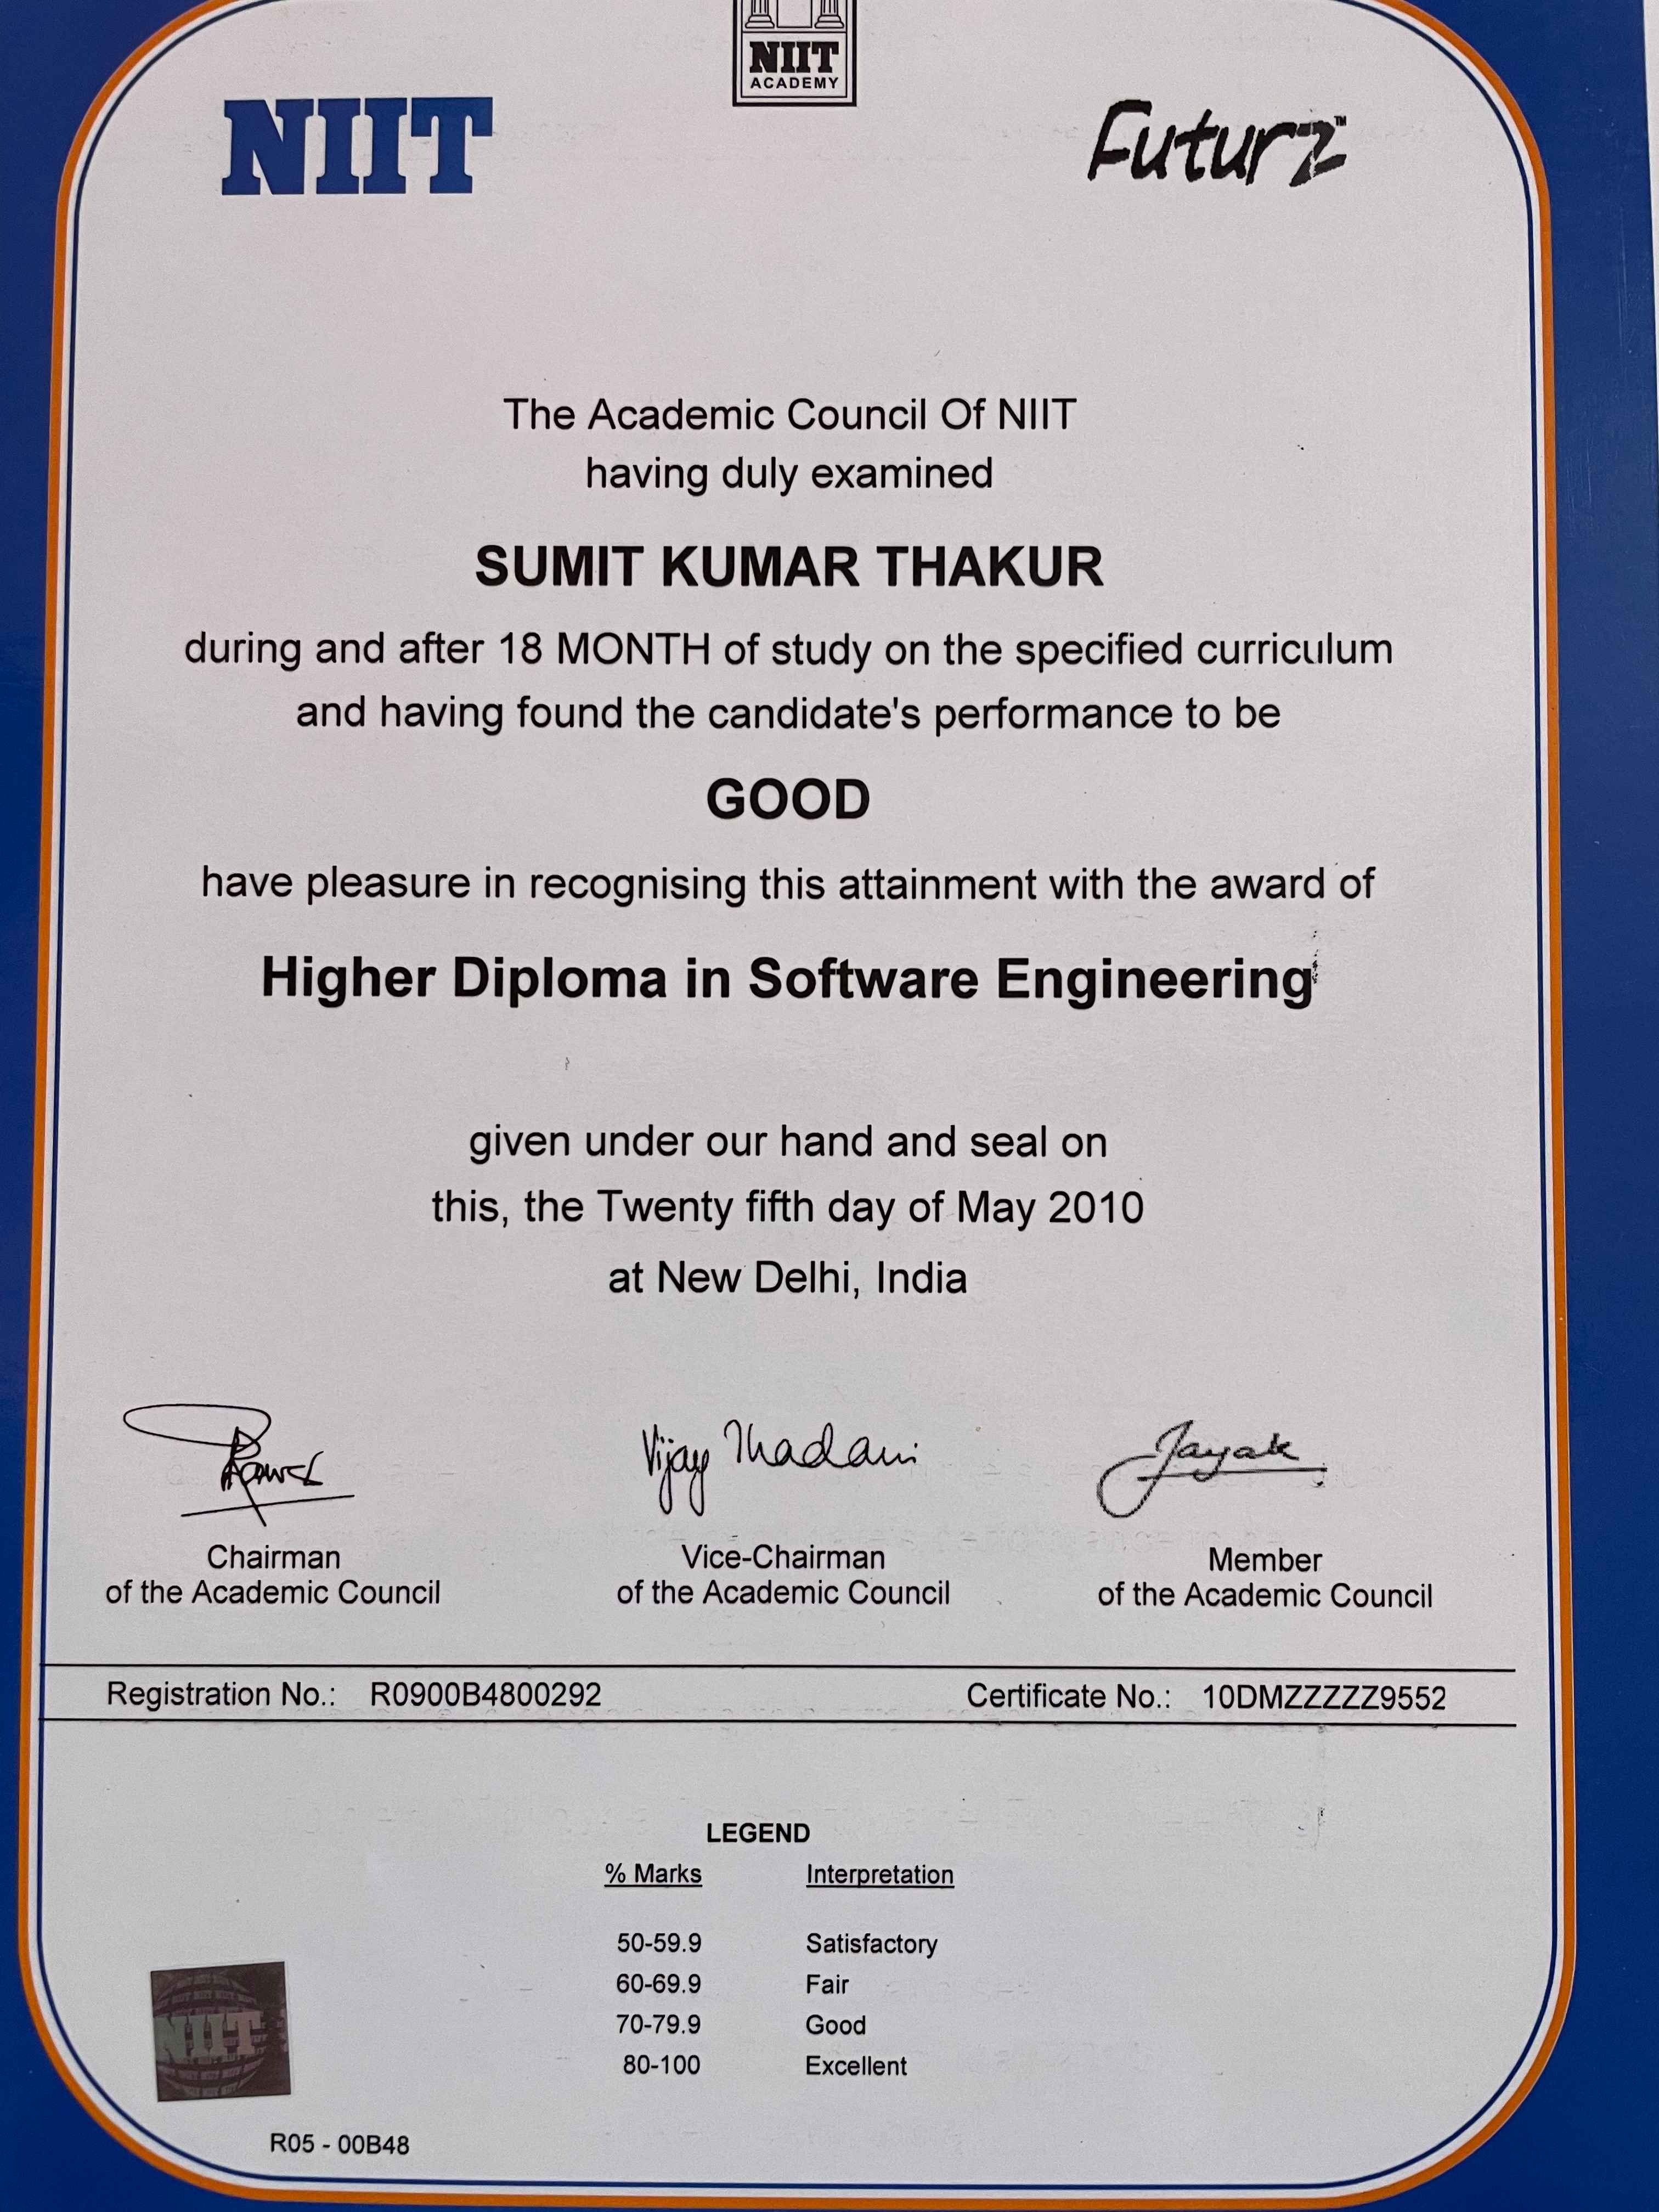 NIIT
ACADEMY
NIIT
Futurz™
The Academic Council Of NIIT
having duly examined
SUMIT KUMAR THAKUR
during and after 18 MONTH of study on the specified curriculum
and having found the candidate's performance to be
GOOD
have pleasure in recognising this attainment with the award of
Higher Diploma in Software Engineering
given under our hand and seal on
this, the Twenty fifth day of May 2010
at New Delhi, India
Vijay Thadani
Chairman
of the Academic Council
Vice-Chairman
of the Academic Council
Member
of the Academic Council
Registration No.: R0900B4800292 Certificate No.: 10DMZZZZZ9552
LEGEND
% Marks Interpretation
50-59.9 Satisfactory
60-69.9 Fair
70-79.9 Good
80-100 Excellent
NIIT
R05 - 00B48